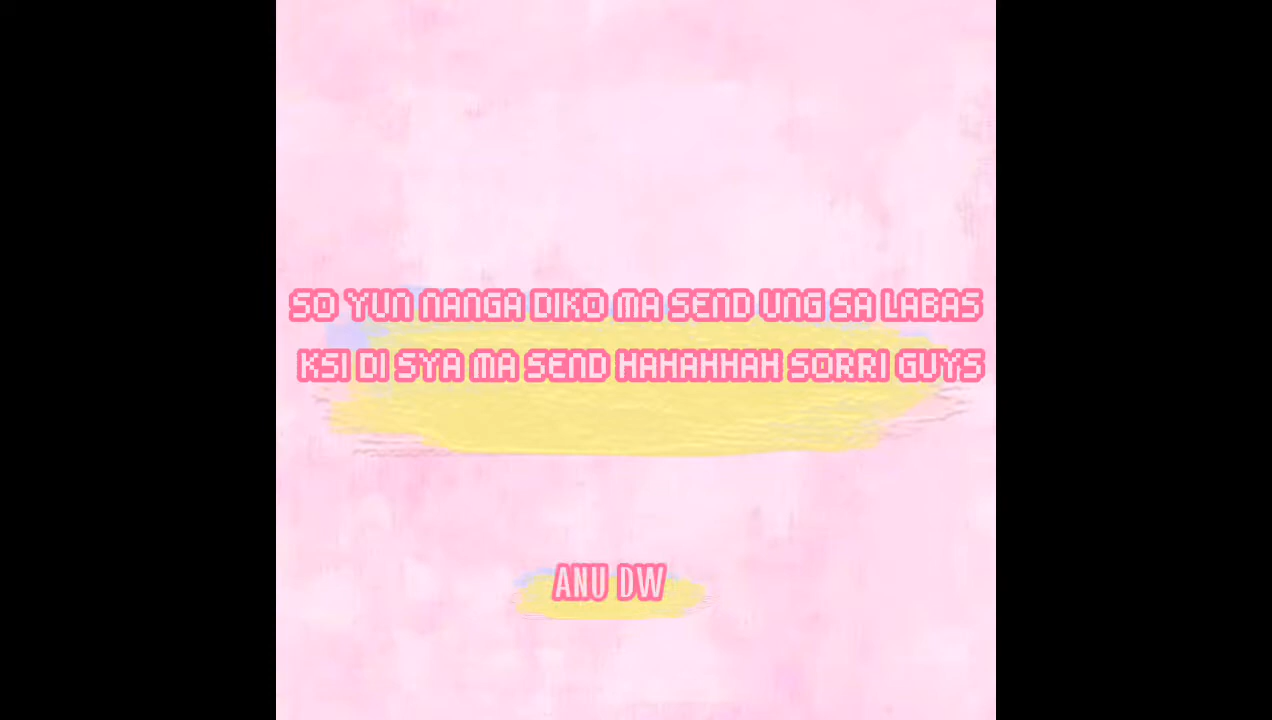 SO YUN NANGA DIKO MA SEND UNG SA LABAS
KSI DI SYA MA SEND HAHAHHAH SORRI GUYS
ANU DW